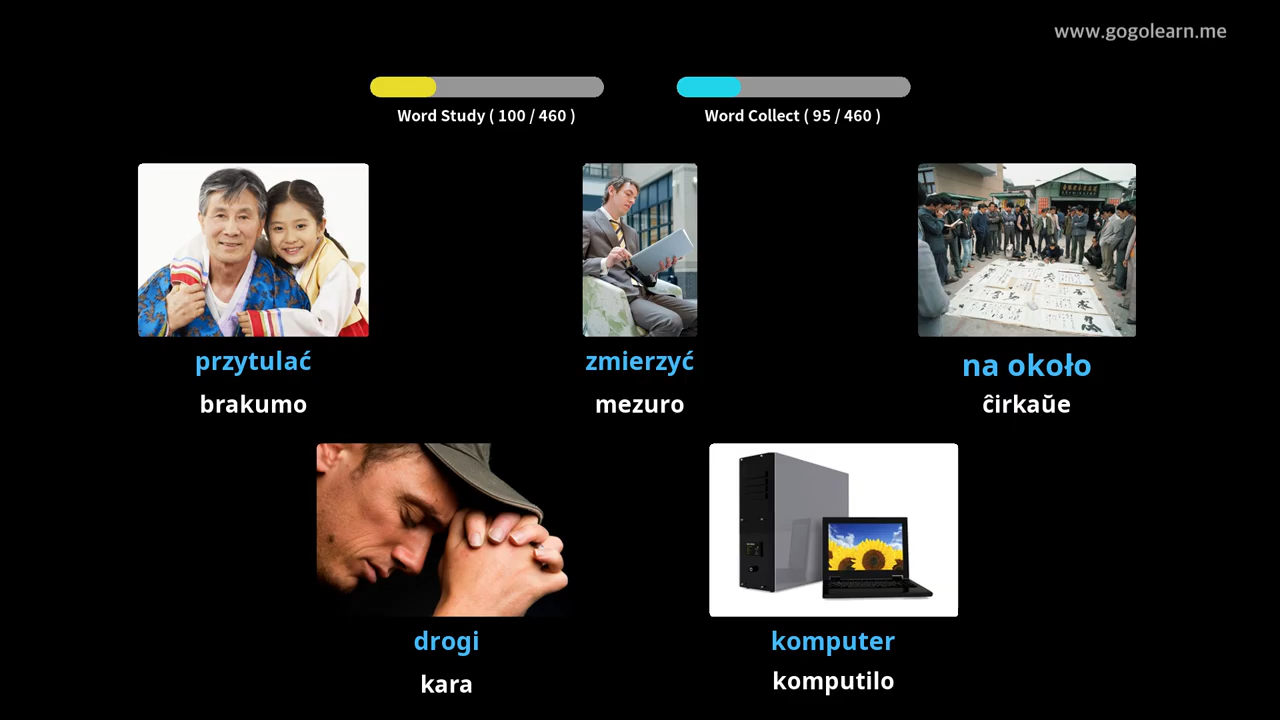 www.gogolearn.me
Word Study ( 100 / 460 )
Word Collect ( 95 / 460 )
przytulać
zmierzyć
na około
brakumo
mezuro
ĉirkaŭe
drogi
komputer
kara
komputilo